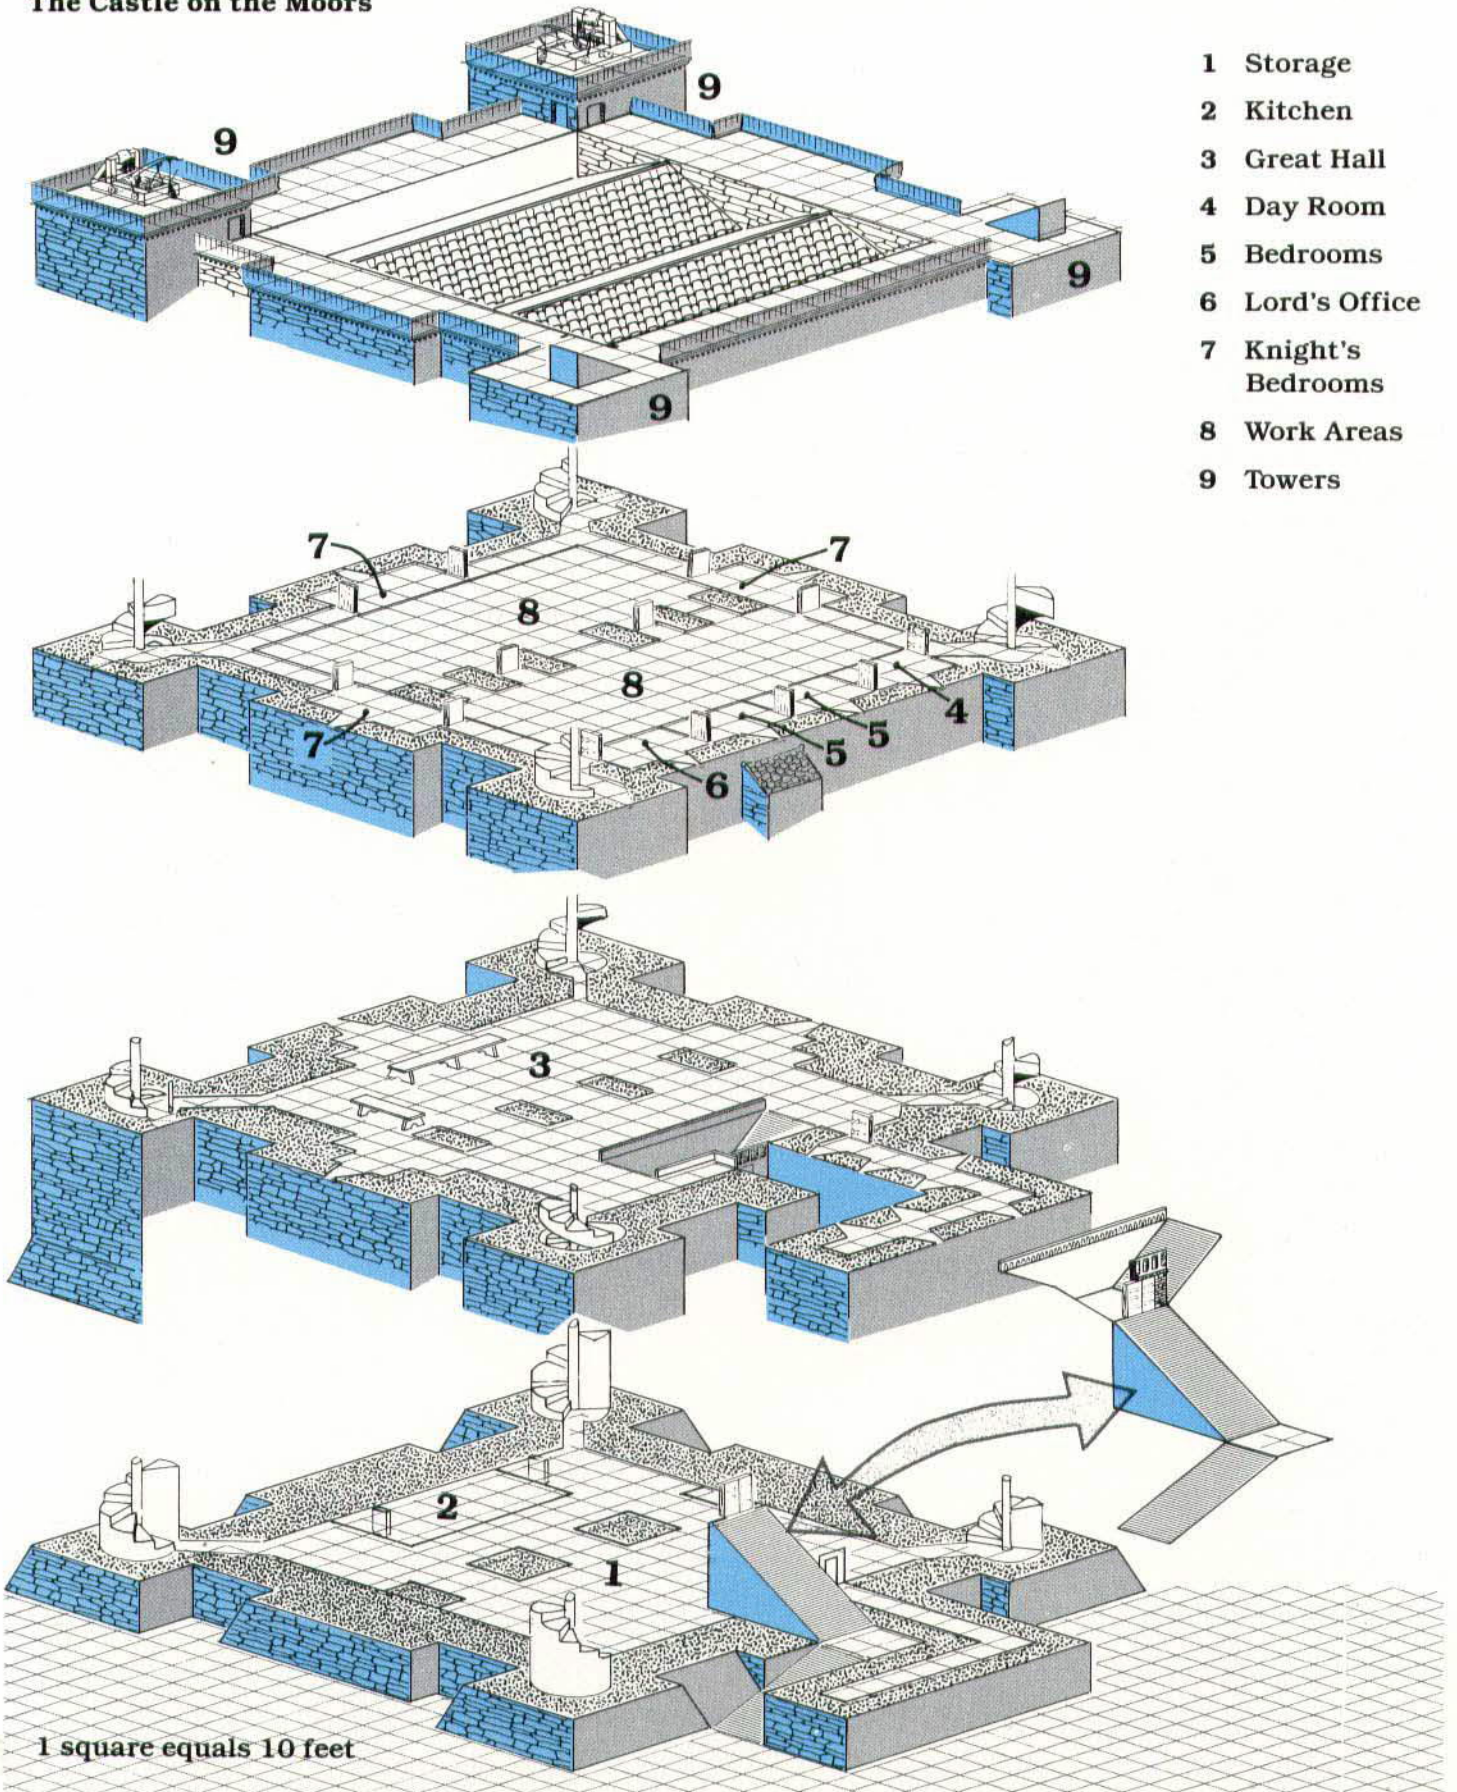 The Castle on the Moors
1 Storage
2 Kitchen
3 Great Hall
4 Day Room
5 Bedrooms
6 Lord's Office
7 Knight's
Bedrooms
8 Work Areas
9 Towers
9
9
9
9
7
7
8
8
4
5
5
7
6
3
2
1
1 square equals 10 feet